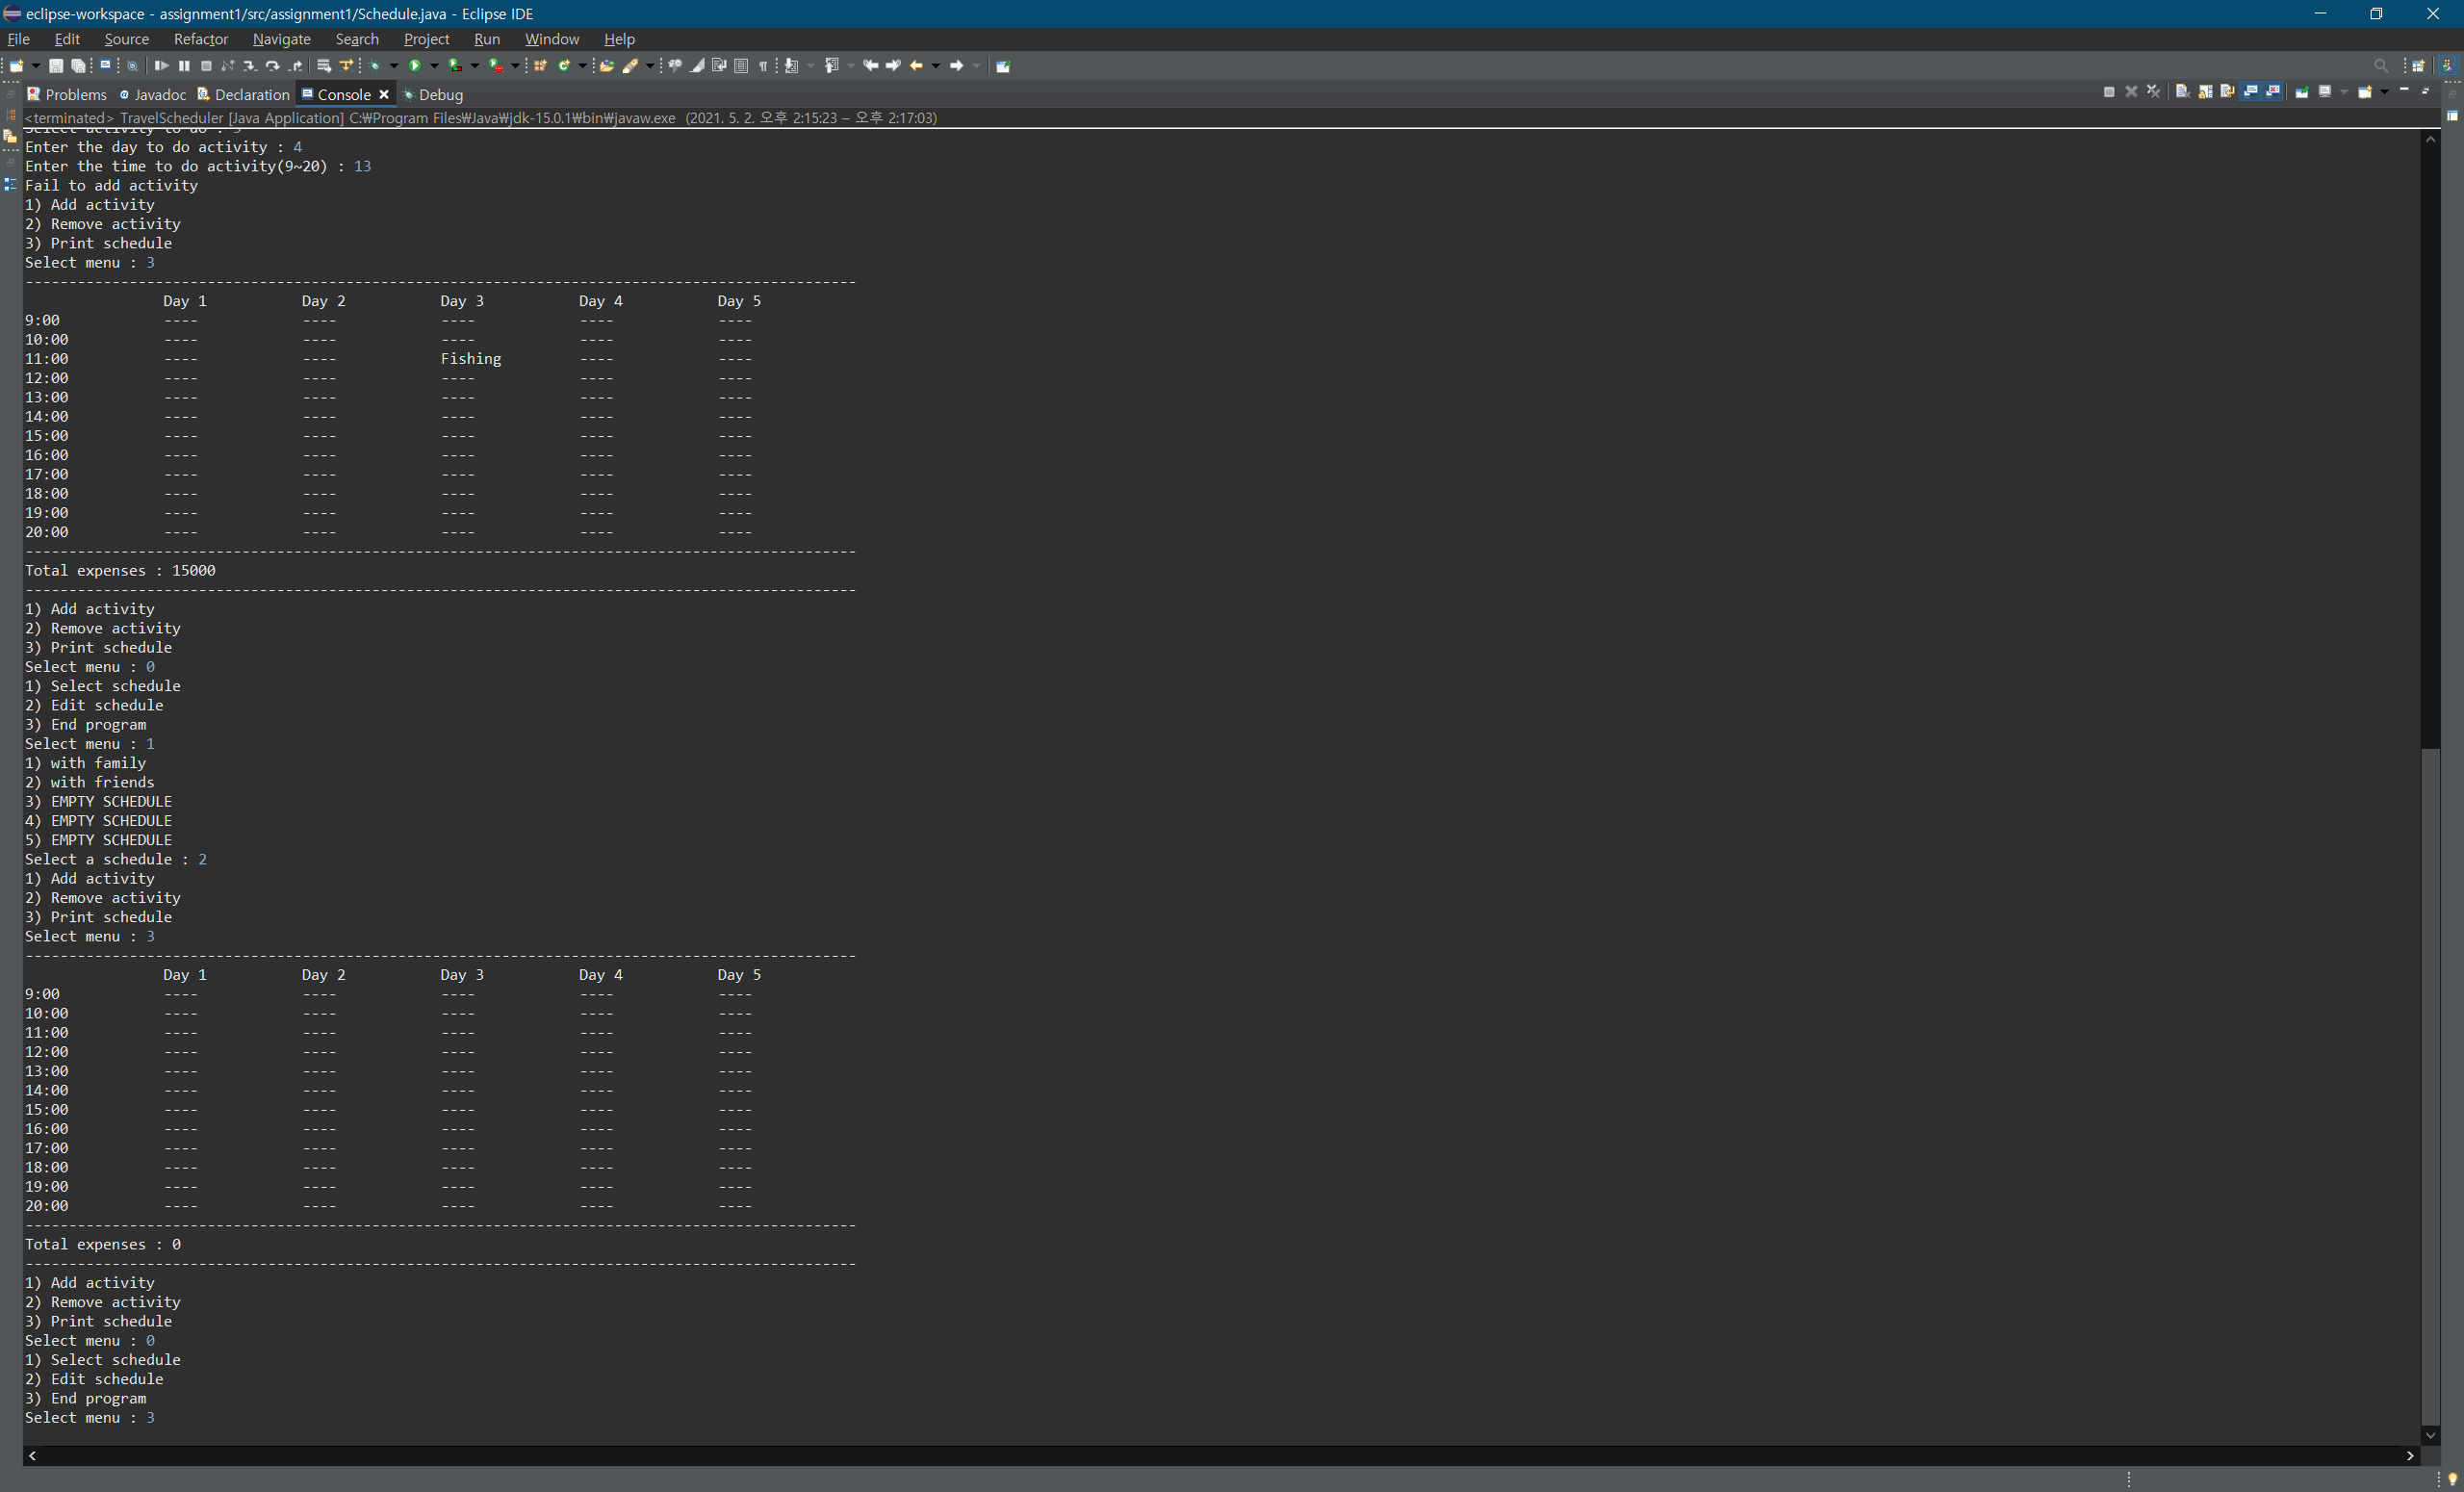 eclipse-workspace - assignment1/src/assignment1/Schedule.java - Eclipse IDE
File Edit Source Refactor Navigate Search Project Run Window Help
Problems Javadoc Declaration Console Debug
<terminated> TravelScheduler [Java Application] C:₩Program Files₩Java₩jdk-15.0.1₩bin₩javaw.exe (2021. 5. 2. 오후 2:15:23 – 오후 2:17:03)
Select activity to do :
Enter the day to do activity : 4
Enter the time to do activity(9~20) : 13
Fail to add activity
1) Add activity
2) Remove activity
3) Print schedule
Select menu : 3
------------------------------------------------------------------------------------------------
Day 1 Day 2 Day 3 Day 4 Day 5
9:00 ---- ---- ---- ---- ----
10:00 ---- ---- ---- ---- ----
11:00 ---- ---- Fishing ---- ----
12:00 ---- ---- ---- ---- ----
13:00 ---- ---- ---- ---- ----
14:00 ---- ---- ---- ---- ----
15:00 ---- ---- ---- ---- ----
16:00 ---- ---- ---- ---- ----
17:00 ---- ---- ---- ---- ----
18:00 ---- ---- ---- ---- ----
19:00 ---- ---- ---- ---- ----
20:00 ---- ---- ---- ---- ----
------------------------------------------------------------------------------------------------
Total expenses : 15000
------------------------------------------------------------------------------------------------
1) Add activity
2) Remove activity
3) Print schedule
Select menu : 0
1) Select schedule
2) Edit schedule
3) End program
Select menu : 1
1) with family
2) with friends
3) EMPTY SCHEDULE
4) EMPTY SCHEDULE
5) EMPTY SCHEDULE
Select a schedule : 2
1) Add activity
2) Remove activity
3) Print schedule
Select menu : 3
------------------------------------------------------------------------------------------------
Day 1 Day 2 Day 3 Day 4 Day 5
9:00 ---- ---- ---- ---- ----
10:00 ---- ---- ---- ---- ----
11:00 ---- ---- ---- ---- ----
12:00 ---- ---- ---- ---- ----
13:00 ---- ---- ---- ---- ----
14:00 ---- ---- ---- ---- ----
15:00 ---- ---- ---- ---- ----
16:00 ---- ---- ---- ---- ----
17:00 ---- ---- ---- ---- ----
18:00 ---- ---- ---- ---- ----
19:00 ---- ---- ---- ---- ----
20:00 ---- ---- ---- ---- ----
------------------------------------------------------------------------------------------------
Total expenses : 0
------------------------------------------------------------------------------------------------
1) Add activity
2) Remove activity
3) Print schedule
Select menu : 0
1) Select schedule
2) Edit schedule
3) End program
Select menu : 3